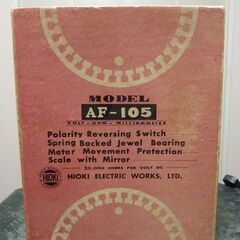 MODEL
AF-105
VOLT-OHM-MILLIAMMETER
Polarity Reversing Switch
Spring Backed Jewel Bearing
Meter Movement Protection
Scale with Mirror
50,000 OHMS PER VOLT DC
HIOKI
HIOKI ELECTRIC WORKS, LTD.